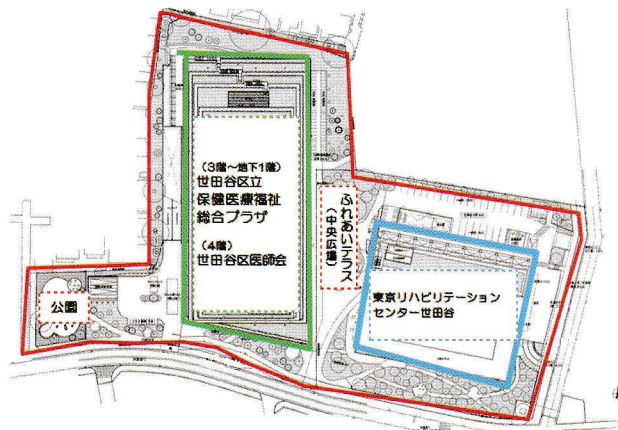 (3階~地下1階)
世田谷区立
保健医療福祉
総合プラザ
(4階)
世田谷区医師会
ふれあいテラス
(中央広場)
公園
東京リハビリテーション
センター世田谷